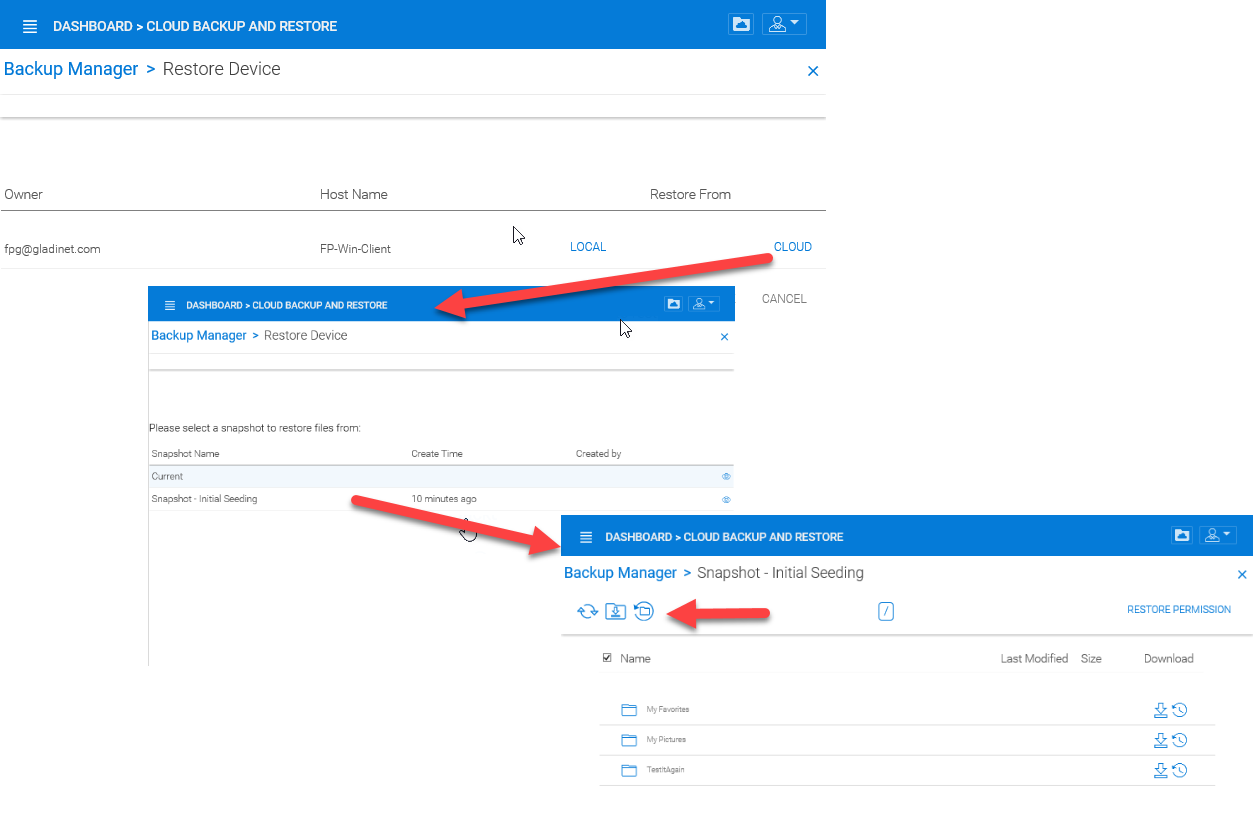 DASHBOARD > CLOUD BACKUP AND RESTORE
Backup Manager > Restore Device
Owner Host Name Restore From
fpg@gladinet.com FP-Win-Client LOCAL CLOUD
CANCEL
DASHBOARD > CLOUD BACKUP AND RESTORE
Backup Manager > Restore Device
Please select a snapshot to restore files from:
Snapshot Name Create Time Created by
Current
Snapshot - Initial Seeding 10 minutes ago
DASHBOARD > CLOUD BACKUP AND RESTORE
Backup Manager > Snapshot - Initial Seeding
/ RESTORE PERMISSION
Name Last Modified Size Download
My Favorites
My Pictures
TestItAgain